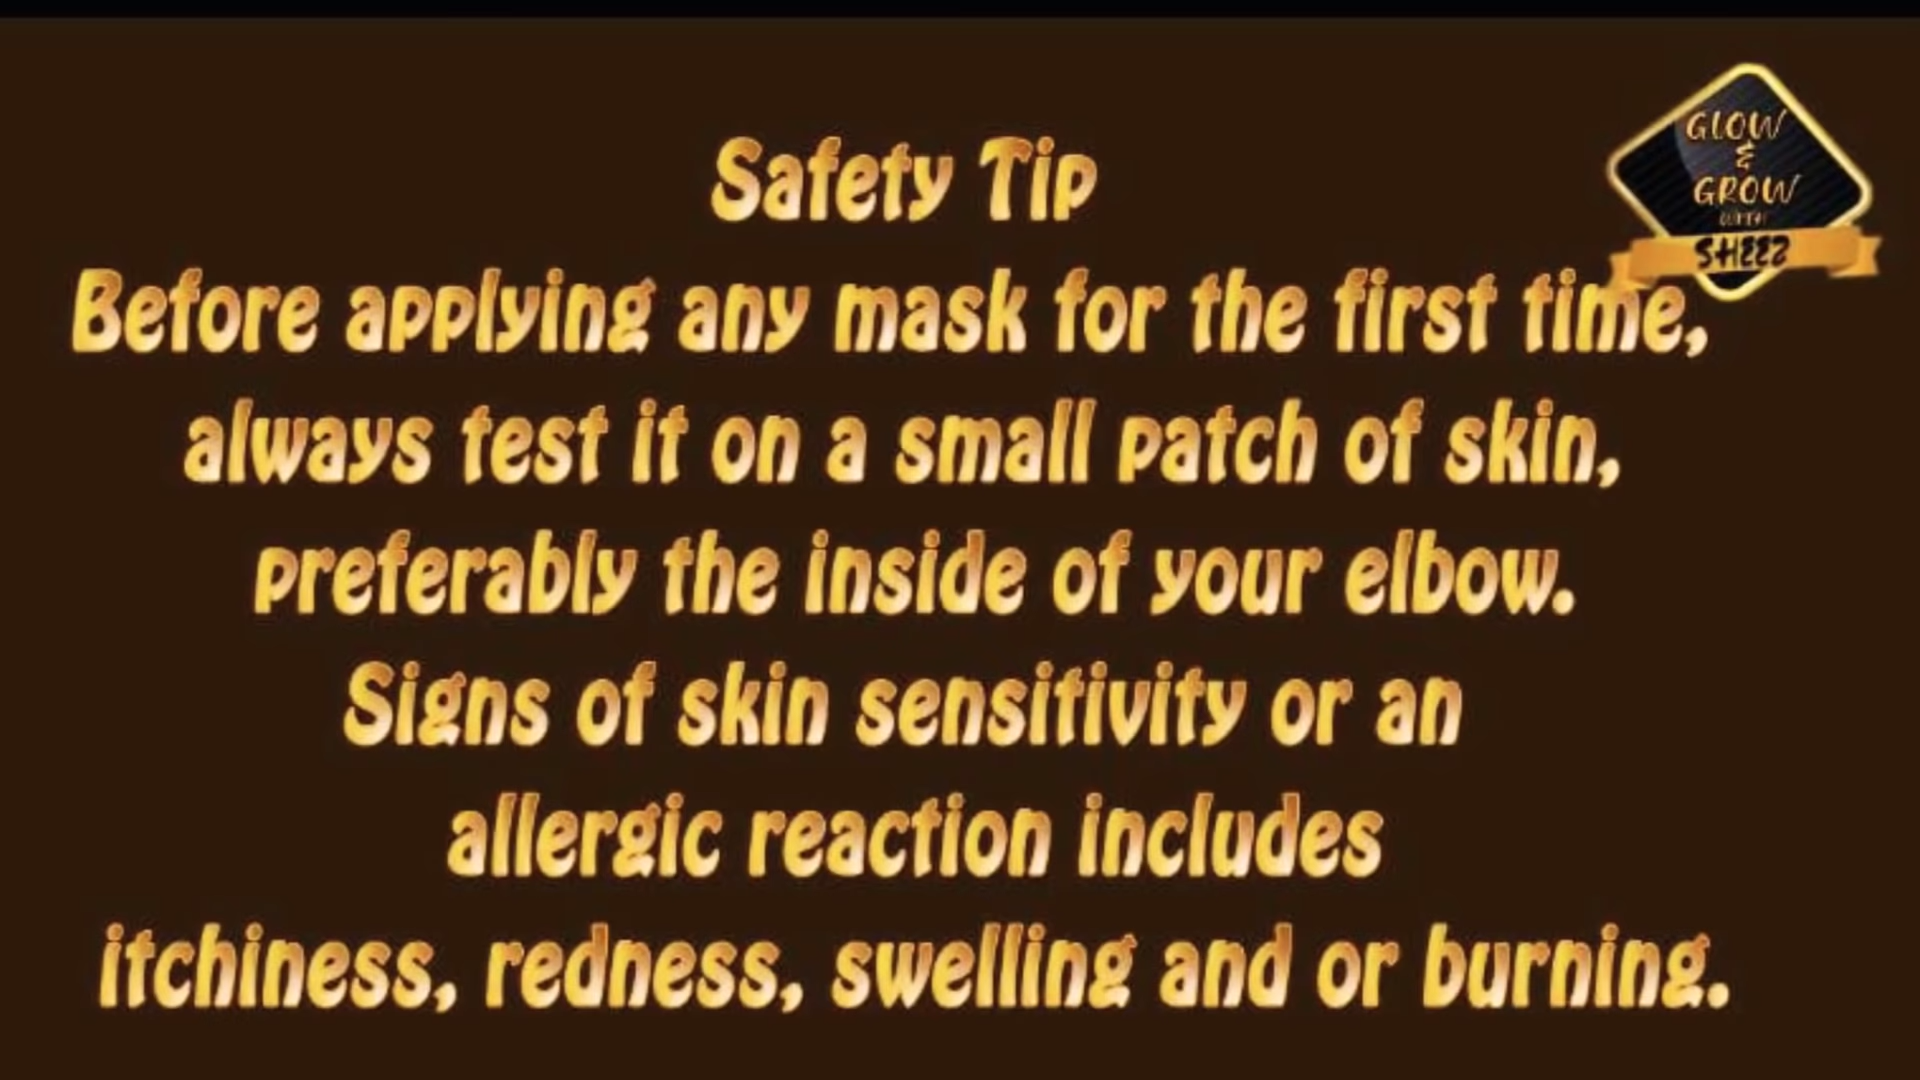 GLOW
&
GROW
WITH
SHEEZ
Safety Tip
Before applying any mask for the first time,
always test it on a small patch of skin,
preferably the inside of your elbow.
Signs of skin sensitivity or an
allergic reaction includes
itchiness, redness, swelling and or burning.